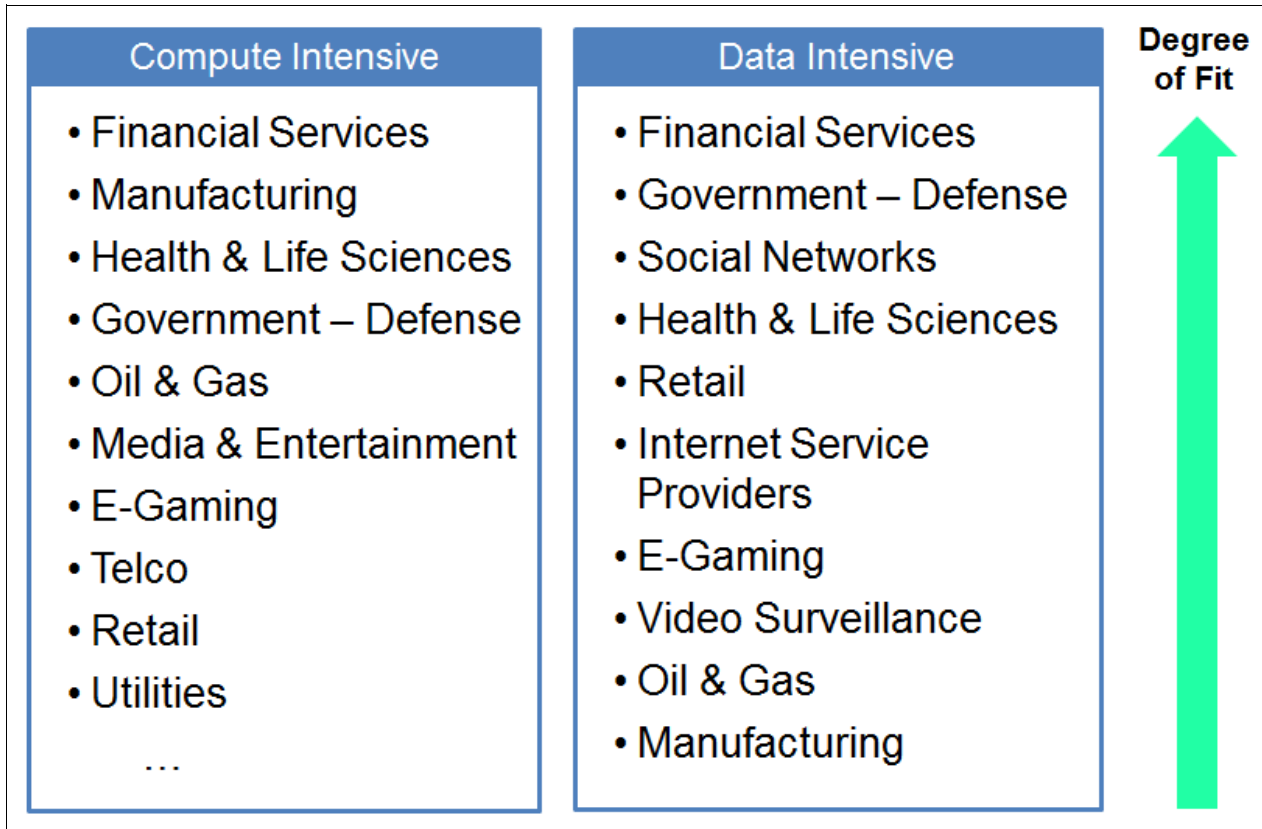 Compute Intensive
• Financial Services
• Manufacturing
• Health & Life Sciences
• Government – Defense
• Oil & Gas
• Media & Entertainment
• E-Gaming
• Telco
• Retail
• Utilities
…
Data Intensive
• Financial Services
• Government – Defense
• Social Networks
• Health & Life Sciences
• Retail
• Internet Service
Providers
• E-Gaming
• Video Surveillance
• Oil & Gas
• Manufacturing
Degree
of Fit